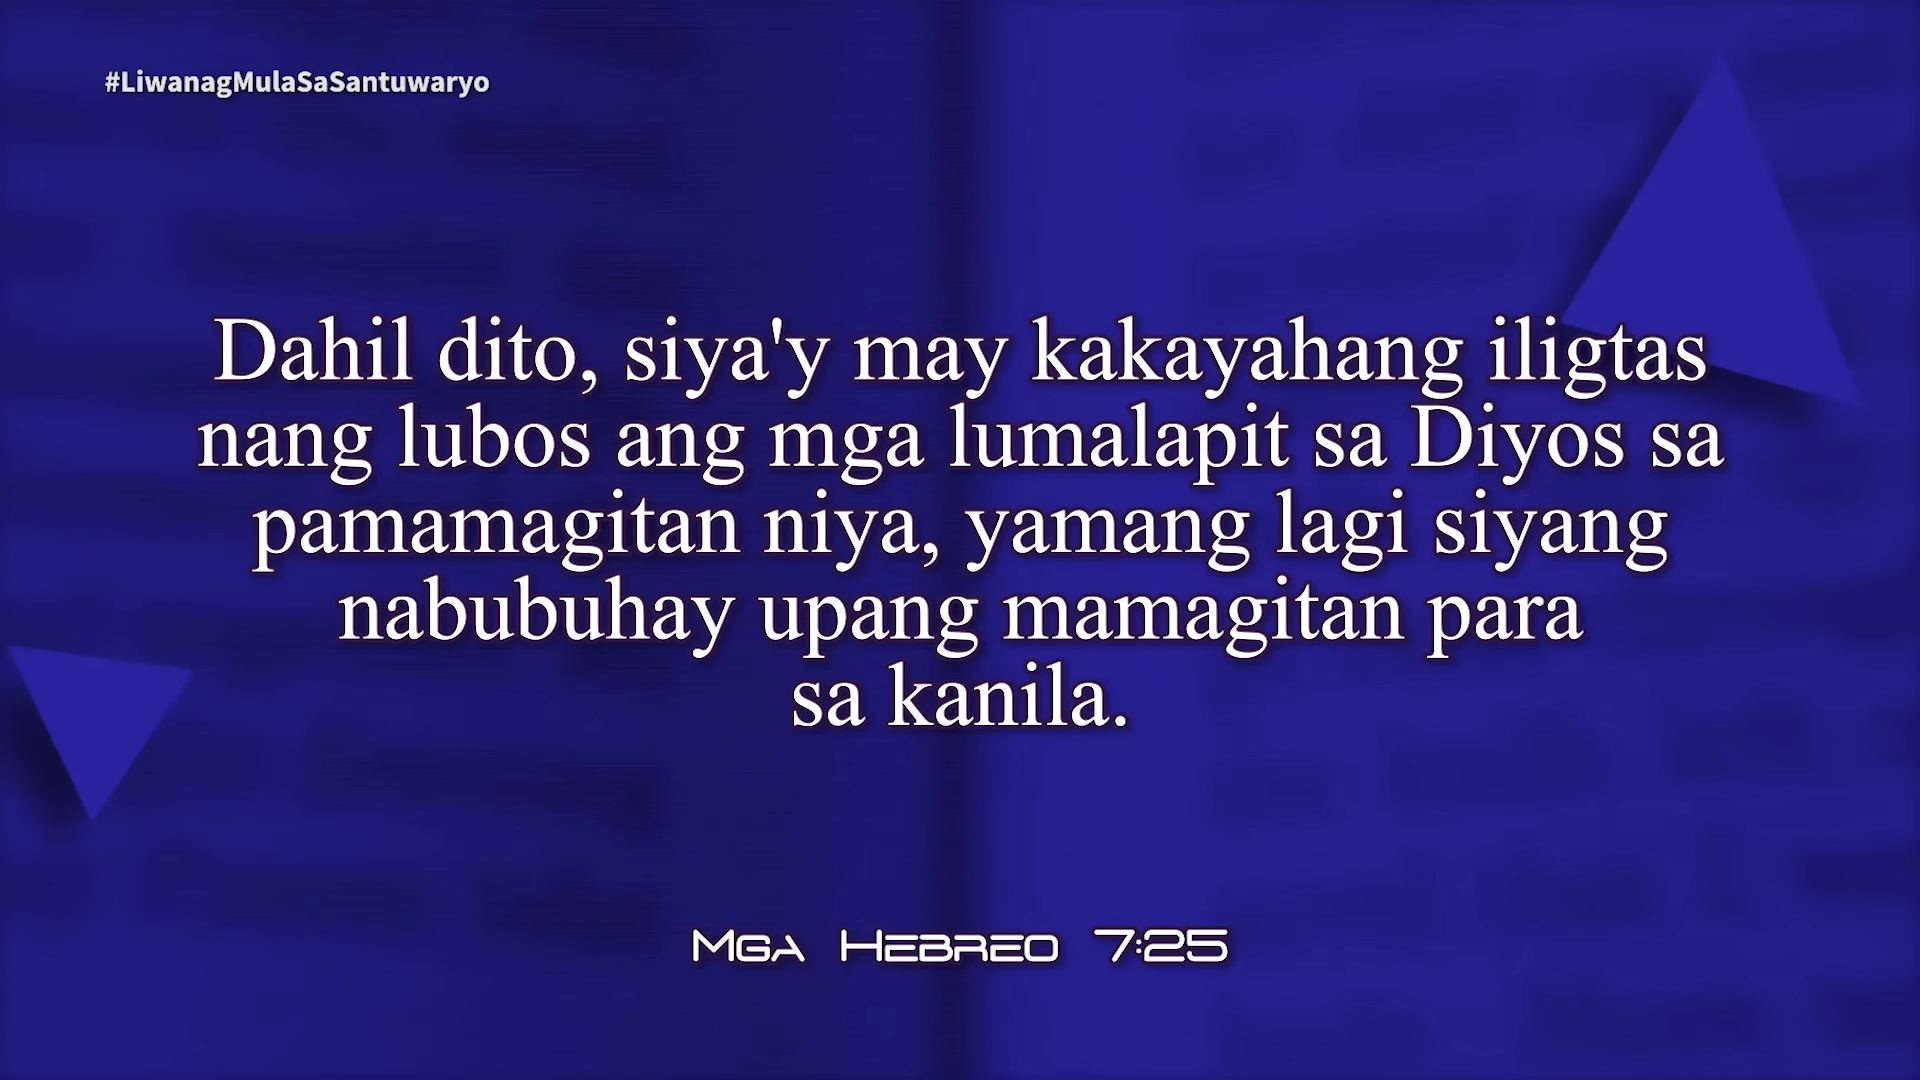 #LiwanagMulaSaSantuwaryo
Dahil dito, siya'y may kakayahang iligtas
nang lubos ang mga lumalapit sa Diyos sa
pamamagitan niya, yamang lagi siyang
nabubuhay upang mamagitan para
sa kanila.
Mga Hebreo 7:25